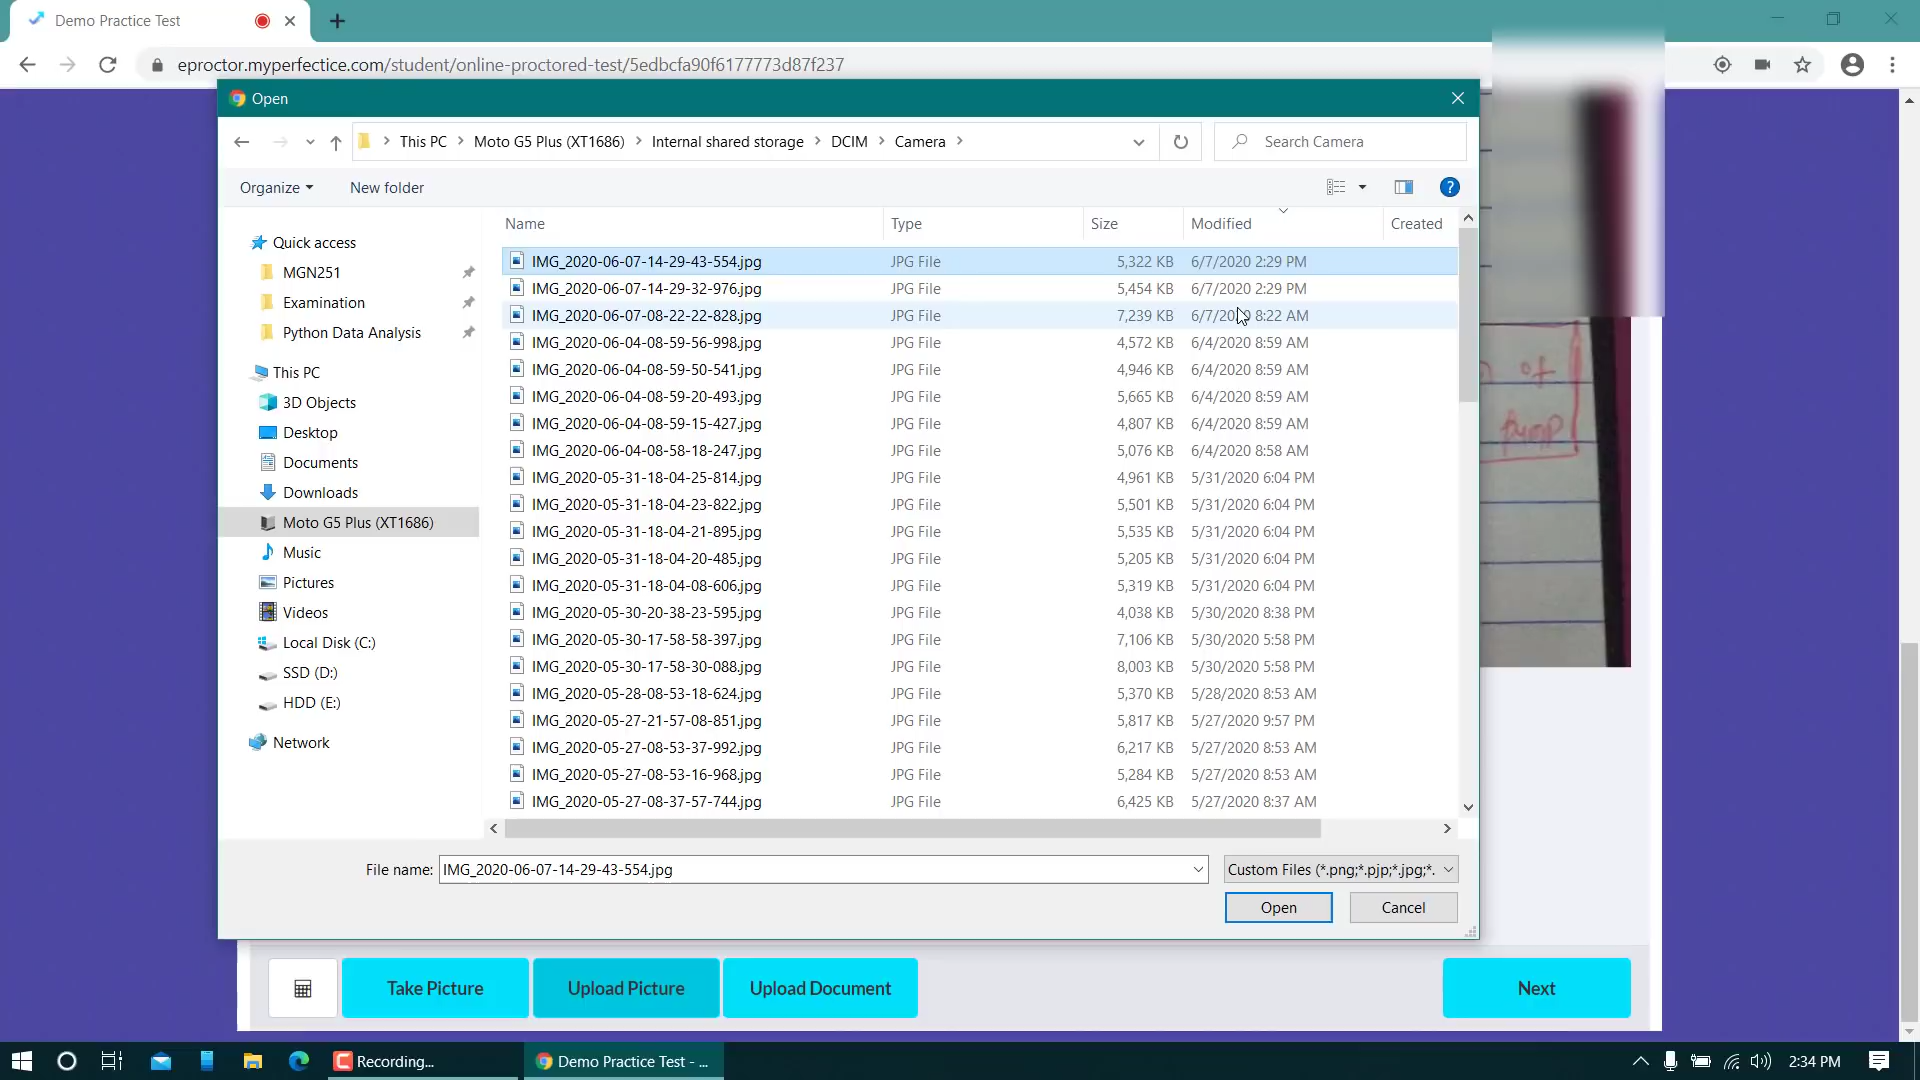 Demo Practice Test
eproctor.myperfectice.com/student/online-proctored-test/5edbcfa90f6177773d87f237
Open
This PC > Moto G5 Plus (XT1686) > Internal shared storage > DCIM > Camera >
Search Camera
Organize
New folder
Name Type Size Modified Created
Quick access
MGN251
Examination
Python Data Analysis
This PC
3D Objects
Desktop
Documents
Downloads
Moto G5 Plus (XT1686)
Music
Pictures
Videos
Local Disk (C:)
SSD (D:)
HDD (E:)
Network
IMG_2020-06-07-14-29-43-554.jpg JPG File 5,322 KB 6/7/2020 2:29 PM
IMG_2020-06-07-14-29-32-976.jpg JPG File 5,454 KB 6/7/2020 2:29 PM
IMG_2020-06-07-08-22-22-828.jpg JPG File 7,239 KB 6/7/2020 8:22 AM
IMG_2020-06-04-08-59-56-998.jpg JPG File 4,572 KB 6/4/2020 8:59 AM
IMG_2020-06-04-08-59-50-541.jpg JPG File 4,946 KB 6/4/2020 8:59 AM
IMG_2020-06-04-08-59-20-493.jpg JPG File 5,665 KB 6/4/2020 8:59 AM
IMG_2020-06-04-08-59-15-427.jpg JPG File 4,807 KB 6/4/2020 8:59 AM
IMG_2020-06-04-08-58-18-247.jpg JPG File 5,076 KB 6/4/2020 8:58 AM
IMG_2020-05-31-18-04-25-814.jpg JPG File 4,961 KB 5/31/2020 6:04 PM
IMG_2020-05-31-18-04-23-822.jpg JPG File 5,501 KB 5/31/2020 6:04 PM
IMG_2020-05-31-18-04-21-895.jpg JPG File 5,535 KB 5/31/2020 6:04 PM
IMG_2020-05-31-18-04-20-485.jpg JPG File 5,205 KB 5/31/2020 6:04 PM
IMG_2020-05-31-18-04-08-606.jpg JPG File 5,319 KB 5/31/2020 6:04 PM
IMG_2020-05-30-20-38-23-595.jpg JPG File 4,038 KB 5/30/2020 8:38 PM
IMG_2020-05-30-17-58-58-397.jpg JPG File 7,106 KB 5/30/2020 5:58 PM
IMG_2020-05-30-17-58-30-088.jpg JPG File 8,003 KB 5/30/2020 5:58 PM
IMG_2020-05-28-08-53-18-624.jpg JPG File 5,370 KB 5/28/2020 8:53 AM
IMG_2020-05-27-21-57-08-851.jpg JPG File 5,817 KB 5/27/2020 9:57 PM
IMG_2020-05-27-08-53-37-992.jpg JPG File 6,217 KB 5/27/2020 8:53 AM
IMG_2020-05-27-08-53-16-968.jpg JPG File 5,284 KB 5/27/2020 8:53 AM
IMG_2020-05-27-08-37-57-744.jpg JPG File 6,425 KB 5/27/2020 8:37 AM
of
pump
File name: IMG_2020-06-07-14-29-43-554.jpg
Custom Files (*.png;*.pjp;*.jpg;*.
Open
Cancel
Take Picture
Upload Picture
Upload Document
Next
Recording...
Demo Practice Test - ...
2:34 PM